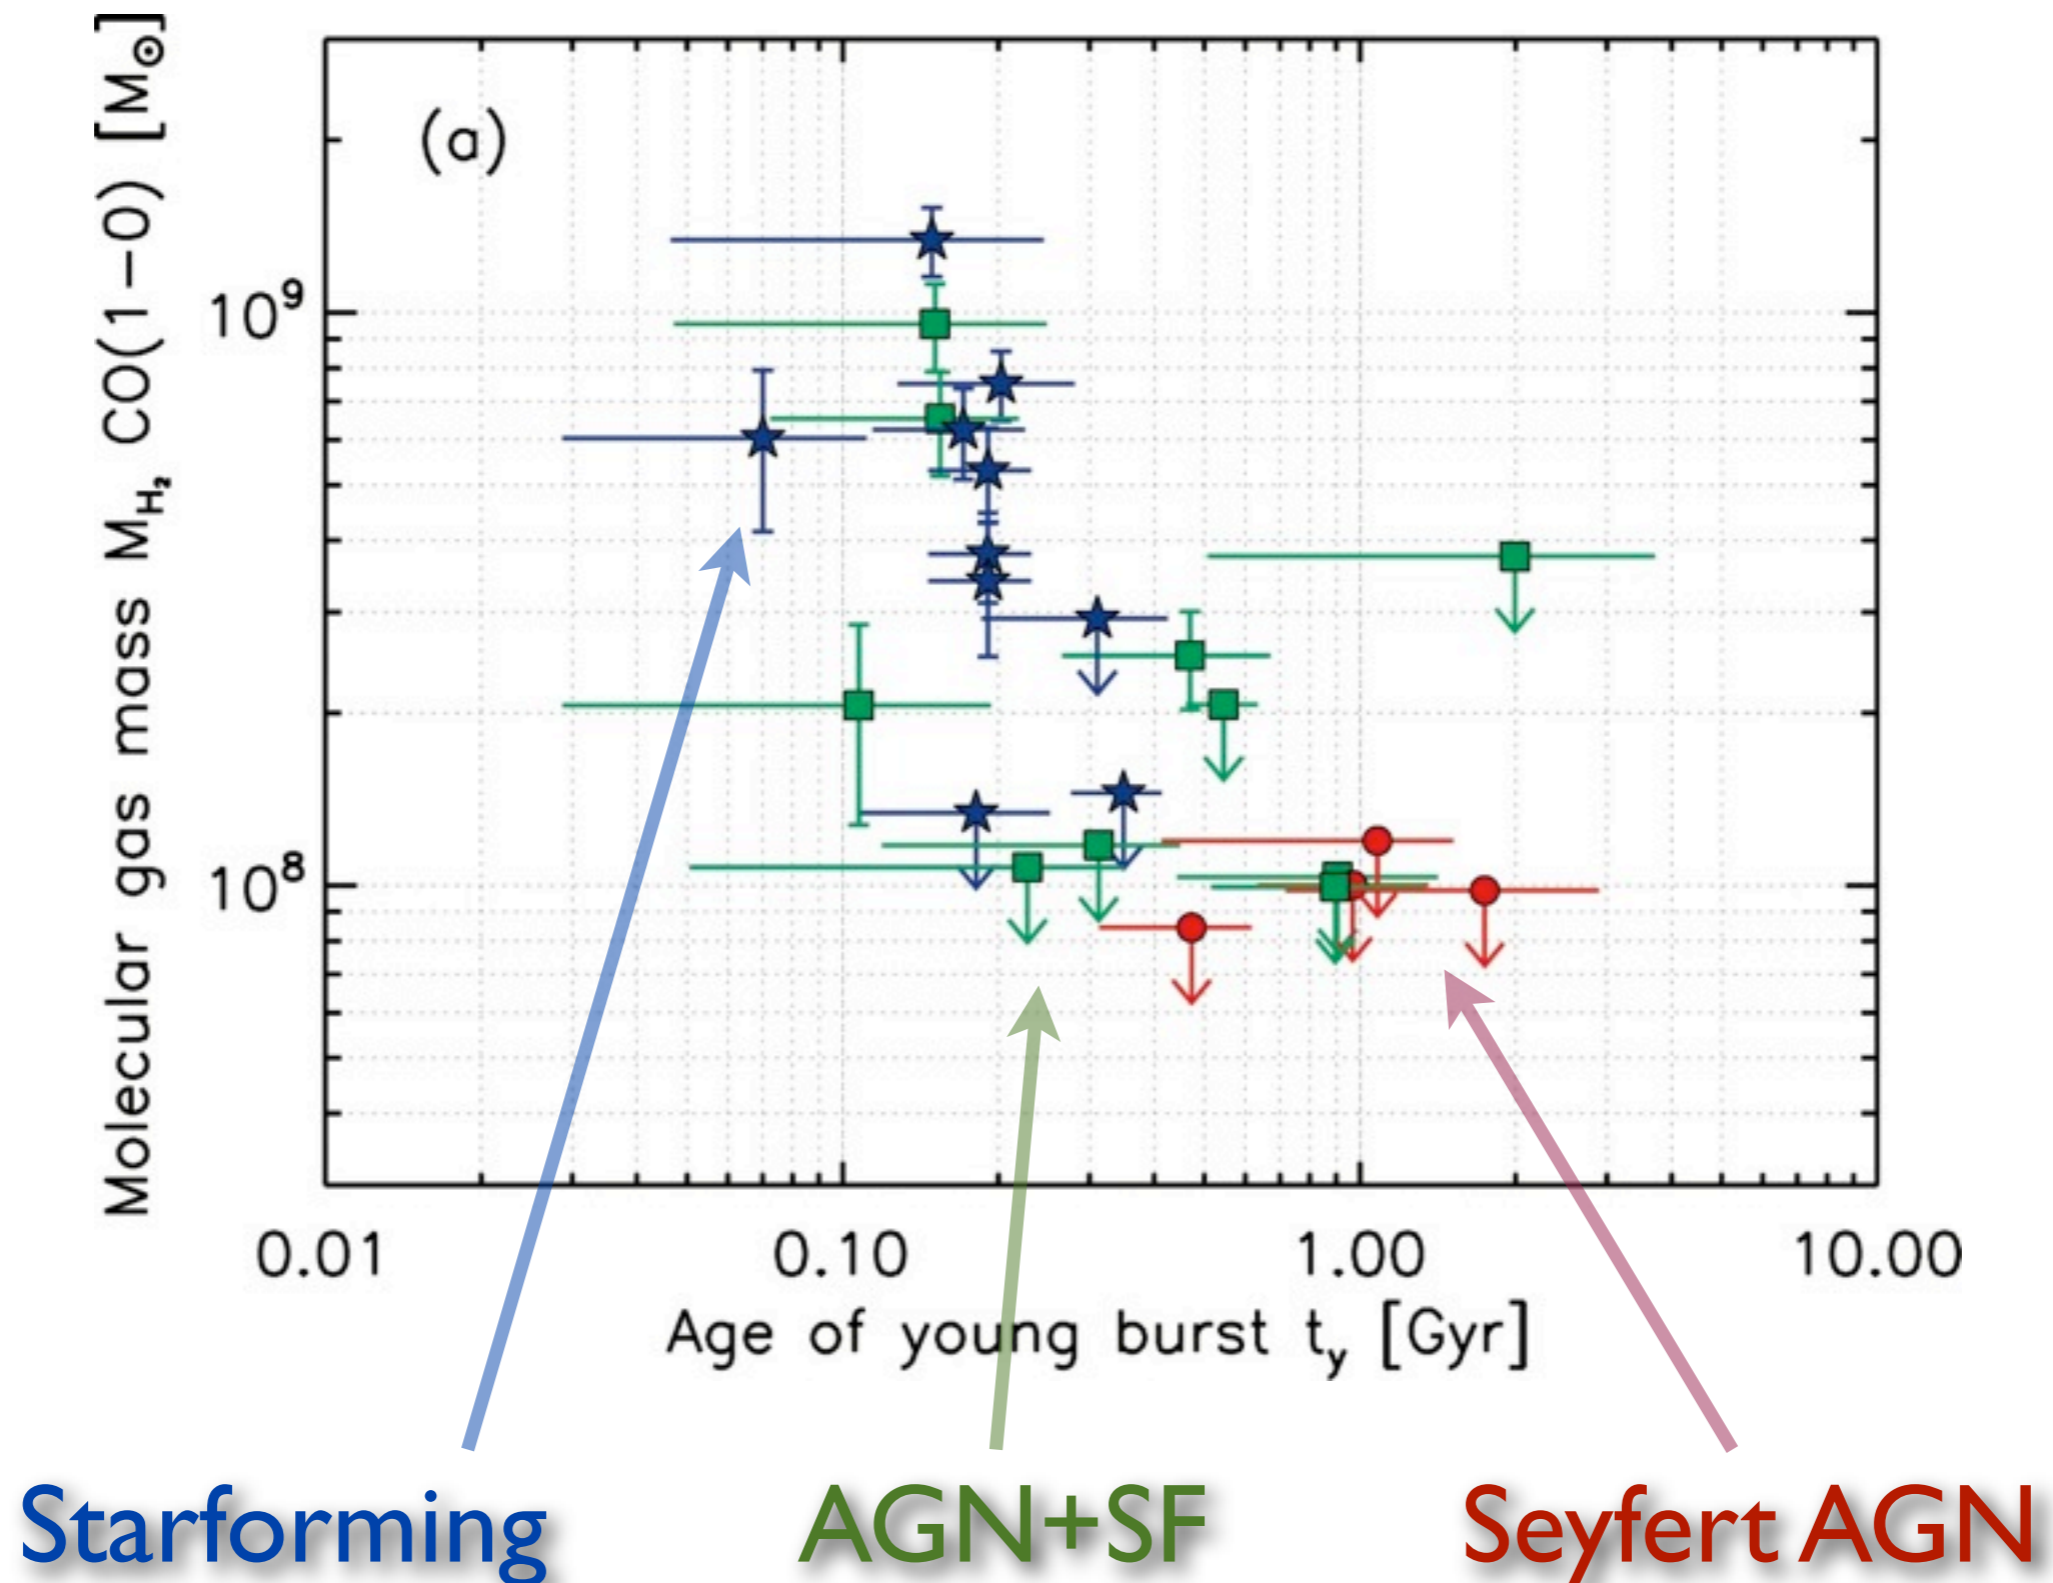 Molecular gas mass M_H₂ CO(1−0) [M⊙]
(a)
10⁹
10⁸
0.01 0.10 1.00 10.00
Age of young burst t_y [Gyr]
Starforming AGN+SF Seyfert AGN